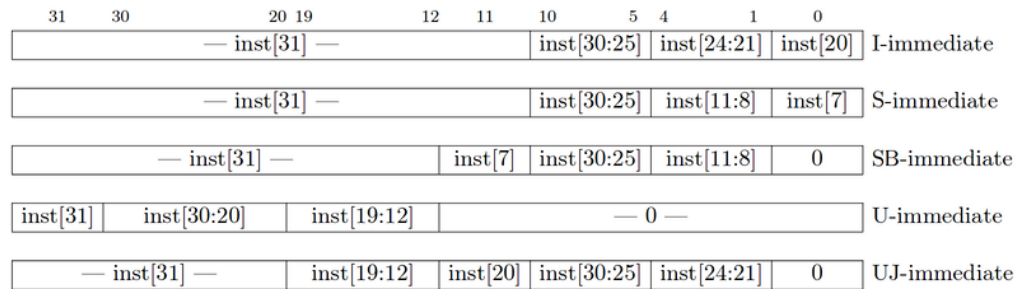 31 30 20 19 12 11 10 5 4 1 0
— inst[31] — inst[30:25] inst[24:21] inst[20] I-immediate
— inst[31] — inst[30:25] inst[11:8] inst[7] S-immediate
— inst[31] — inst[7] inst[30:25] inst[11:8] 0 SB-immediate
inst[31] inst[30:20] inst[19:12] — 0 — U-immediate
— inst[31] — inst[19:12] inst[20] inst[30:25] inst[24:21] 0 UJ-immediate